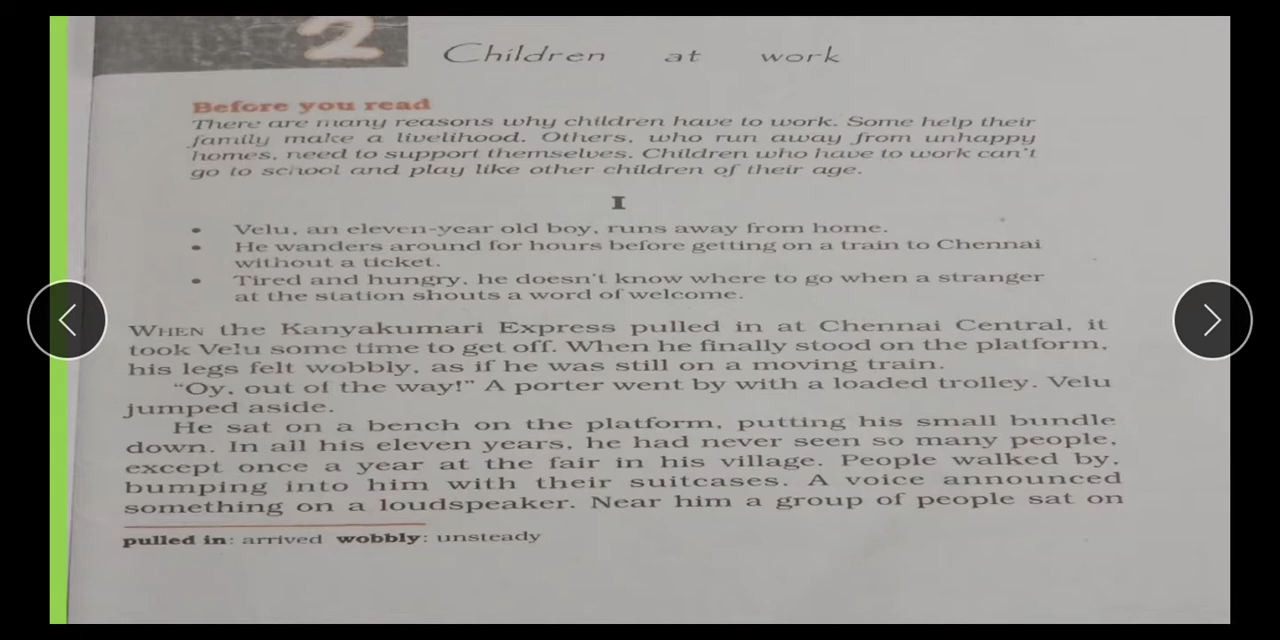 2
Children at work
Before you read
There are many reasons why children have to work. Some help their
family make a livelihood. Others, who run away from unhappy
homes, need to support themselves. Children who have to work can't
go to school and play like other children of their age.
I
• Velu, an eleven-year old boy, runs away from home.
• He wanders around for hours before getting on a train to Chennai
without a ticket.
• Tired and hungry, he doesn't know where to go when a stranger
at the station shouts a word of welcome.
WHEN the Kanyakumari Express pulled in at Chennai Central, it
took Velu some time to get off. When he finally stood on the platform,
his legs felt wobbly, as if he was still on a moving train.
“Oy, out of the way!” A porter went by with a loaded trolley. Velu
jumped aside.
He sat on a bench on the platform, putting his small bundle
down. In all his eleven years, he had never seen so many people,
except once a year at the fair in his village. People walked by,
bumping into him with their suitcases. A voice announced
something on a loudspeaker. Near him a group of people sat on
pulled in: arrived wobbly: unsteady